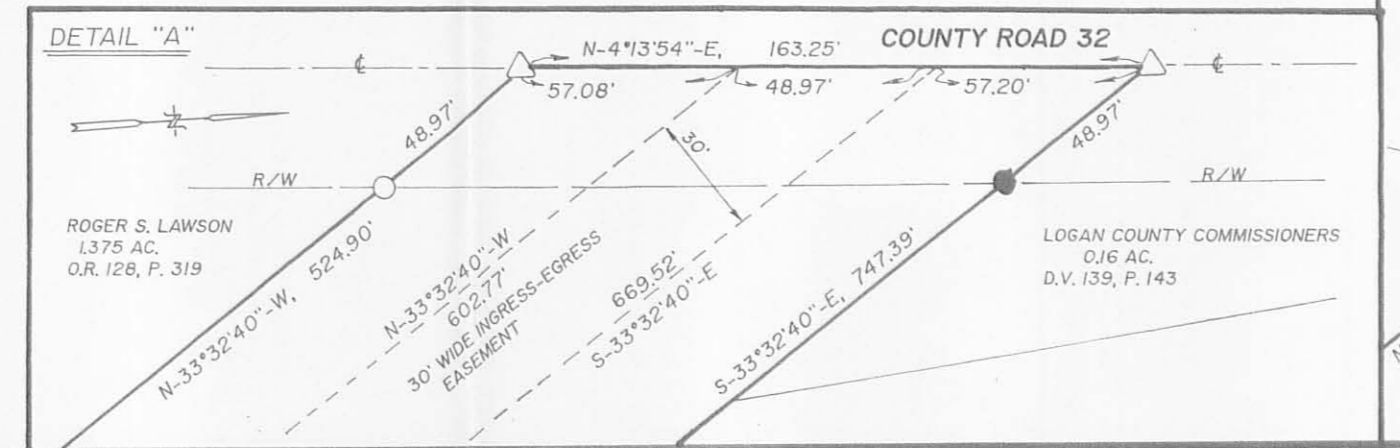 DETAIL "A"
N-4°13'54"-E, 163.25'
COUNTY ROAD 32
℄
℄
57.08'
48.97'
57.20'
48.97'
48.97'
30'
N
R/W
R/W
ROGER S. LAWSON
1.375 AC.
O.R. 128, P. 319
LOGAN COUNTY COMMISSIONERS
0.16 AC.
D.V. 139, P. 143
N-33°32'40"-W, 524.90'
N-33°32'40"-W
602.77'
30' WIDE INGRESS-EGRESS
EASEMENT
669.52'
S-33°32'40"-E
S-33°32'40"-E, 747.39'